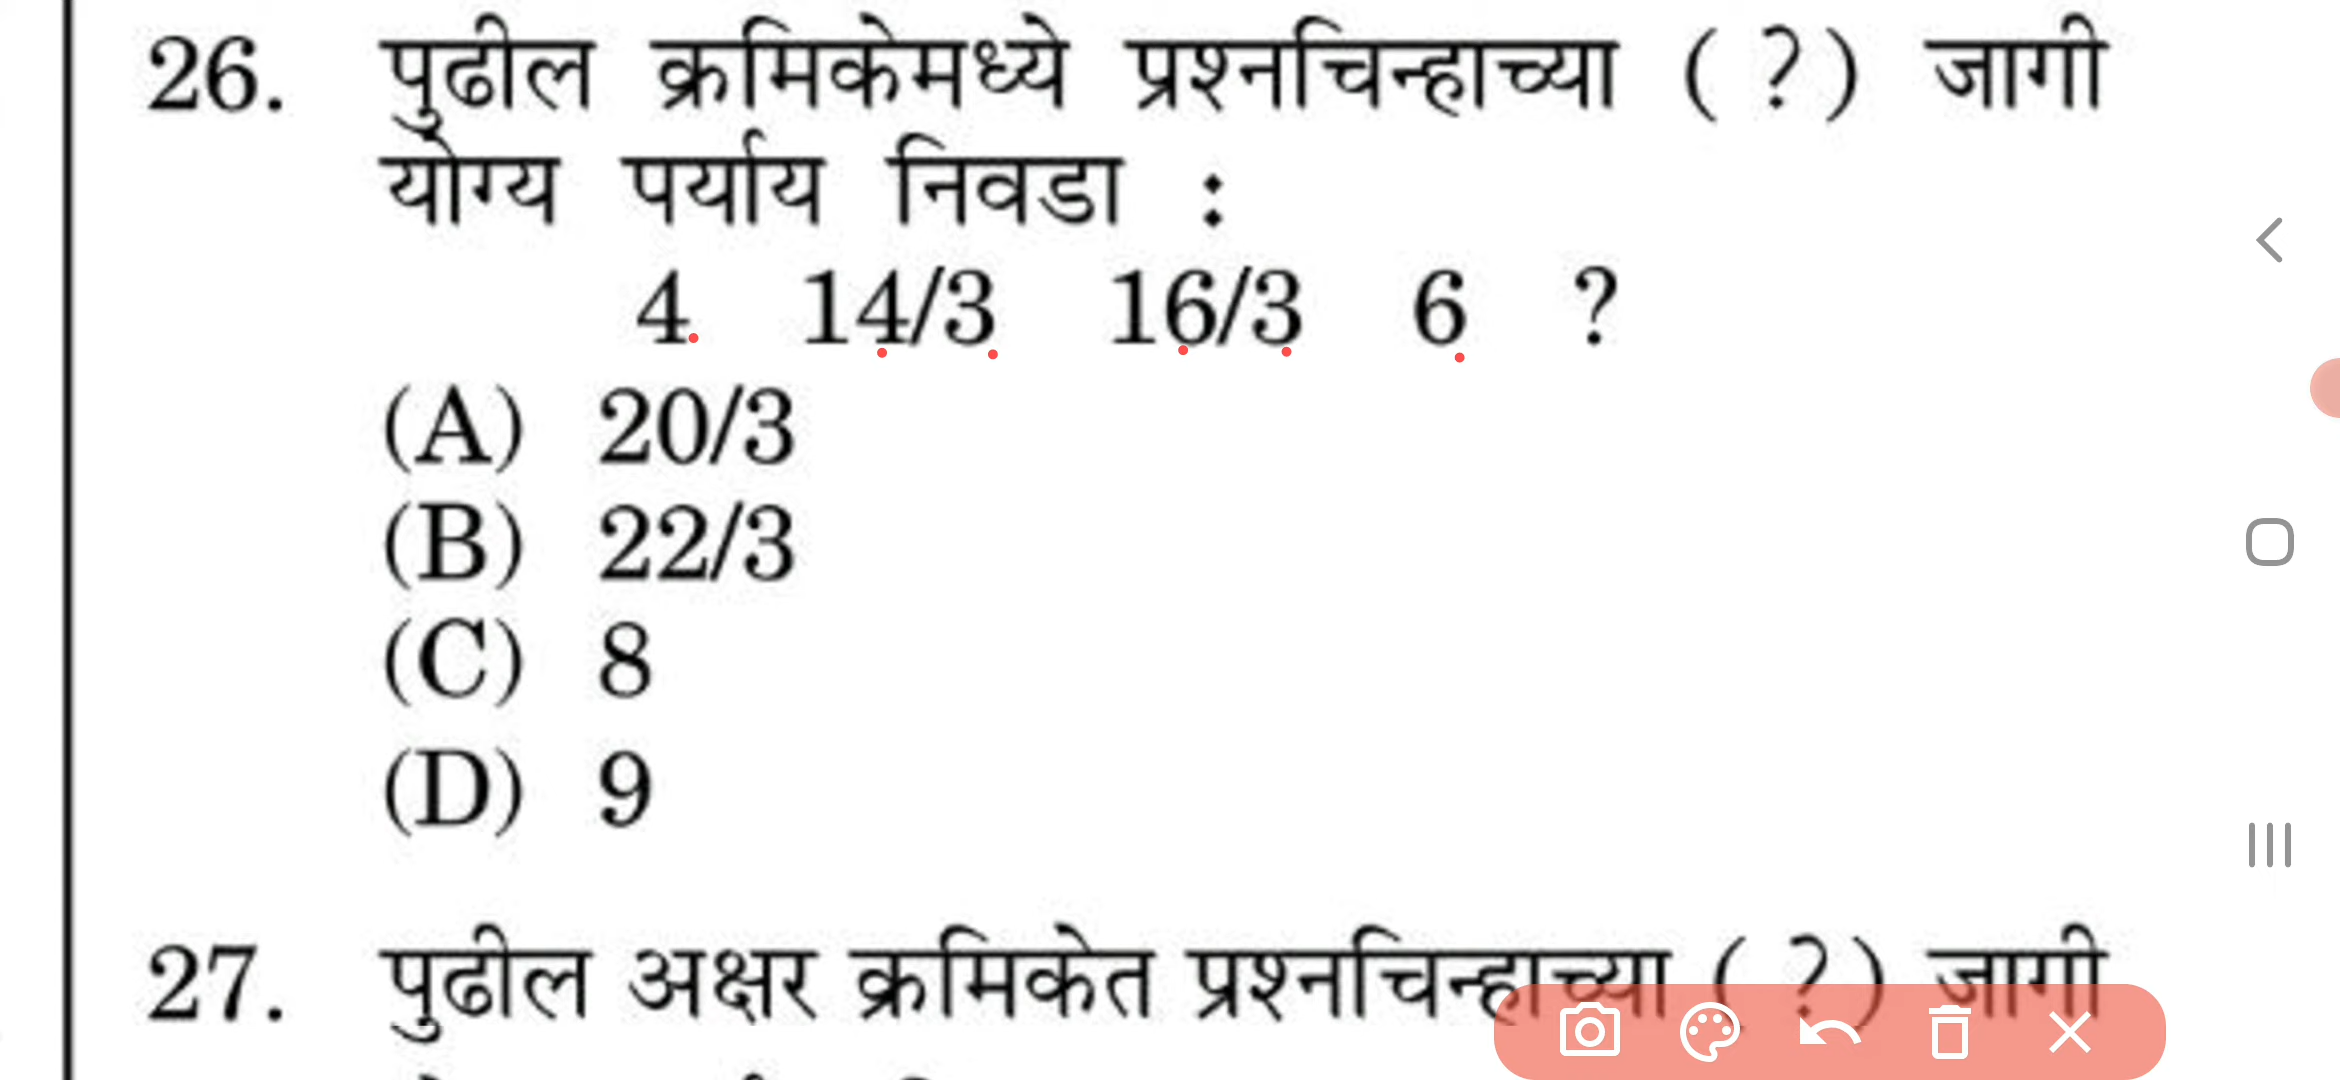 26. पुढील क्रमिकेमध्ये प्रश्नचिन्हाच्या ( ? ) जागी
योग्य पर्याय निवडा :
4 14/3 16/3 6 ?
(A) 20/3
(B) 22/3
(C) 8
(D) 9
27. पुढील अक्षर क्रमिकेत प्रश्नचिन्हाच्या ( ? ) जागी